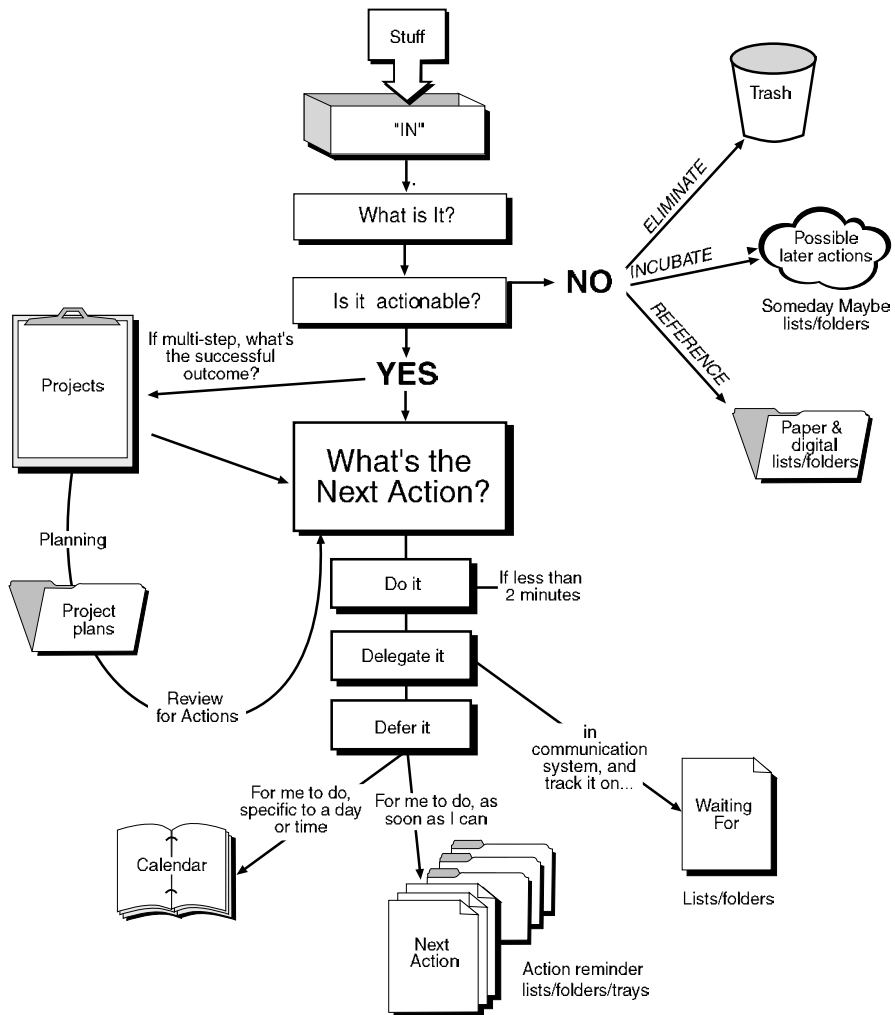 Stuff
"IN"
What is It?
Is it actionable?
NO
ELIMINATE
Trash
INCUBATE
Possible
later actions
Someday Maybe
lists/folders
REFERENCE
Paper &
digital
lists/folders
YES
If multi-step, what's
the successful
outcome?
Projects
Planning
Project
plans
Review
for Actions
What's the
Next Action?
Do it
If less than
2 minutes
Delegate it
in
communication
system, and
track it on...
Waiting
For
Lists/folders
Defer it
For me to do,
specific to a day
or time
Calendar
For me to do, as
soon as I can
Next
Action
Action reminder
lists/folders/trays